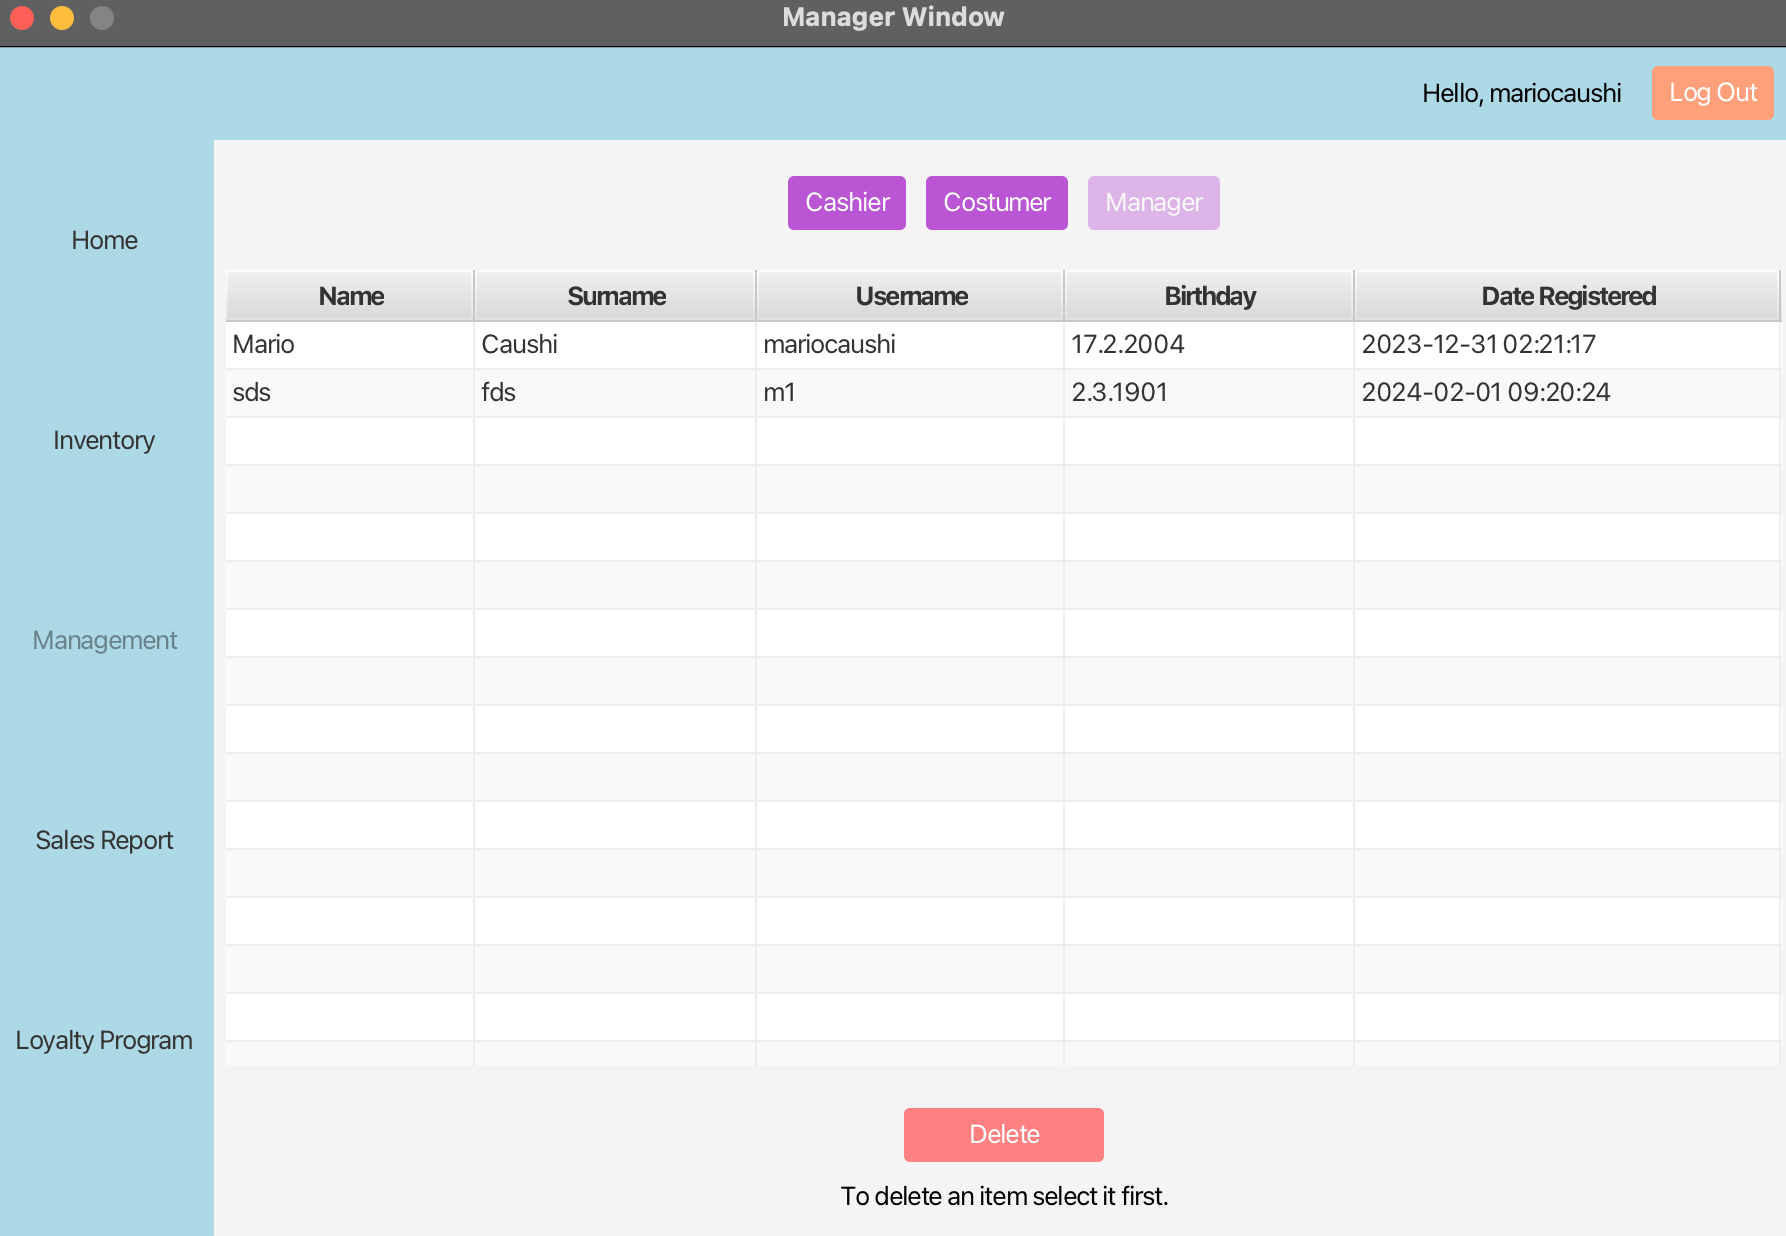 Manager Window
Hello, mariocaushi Log Out
Cashier Costumer Manager
Home
Inventory
Management
Sales Report
Loyalty Program
Name Surname Username Birthday Date Registered
Mario Caushi mariocaushi 17.2.2004 2023-12-31 02:21:17
sds fds m1 2.3.1901 2024-02-01 09:20:24
Delete
To delete an item select it first.